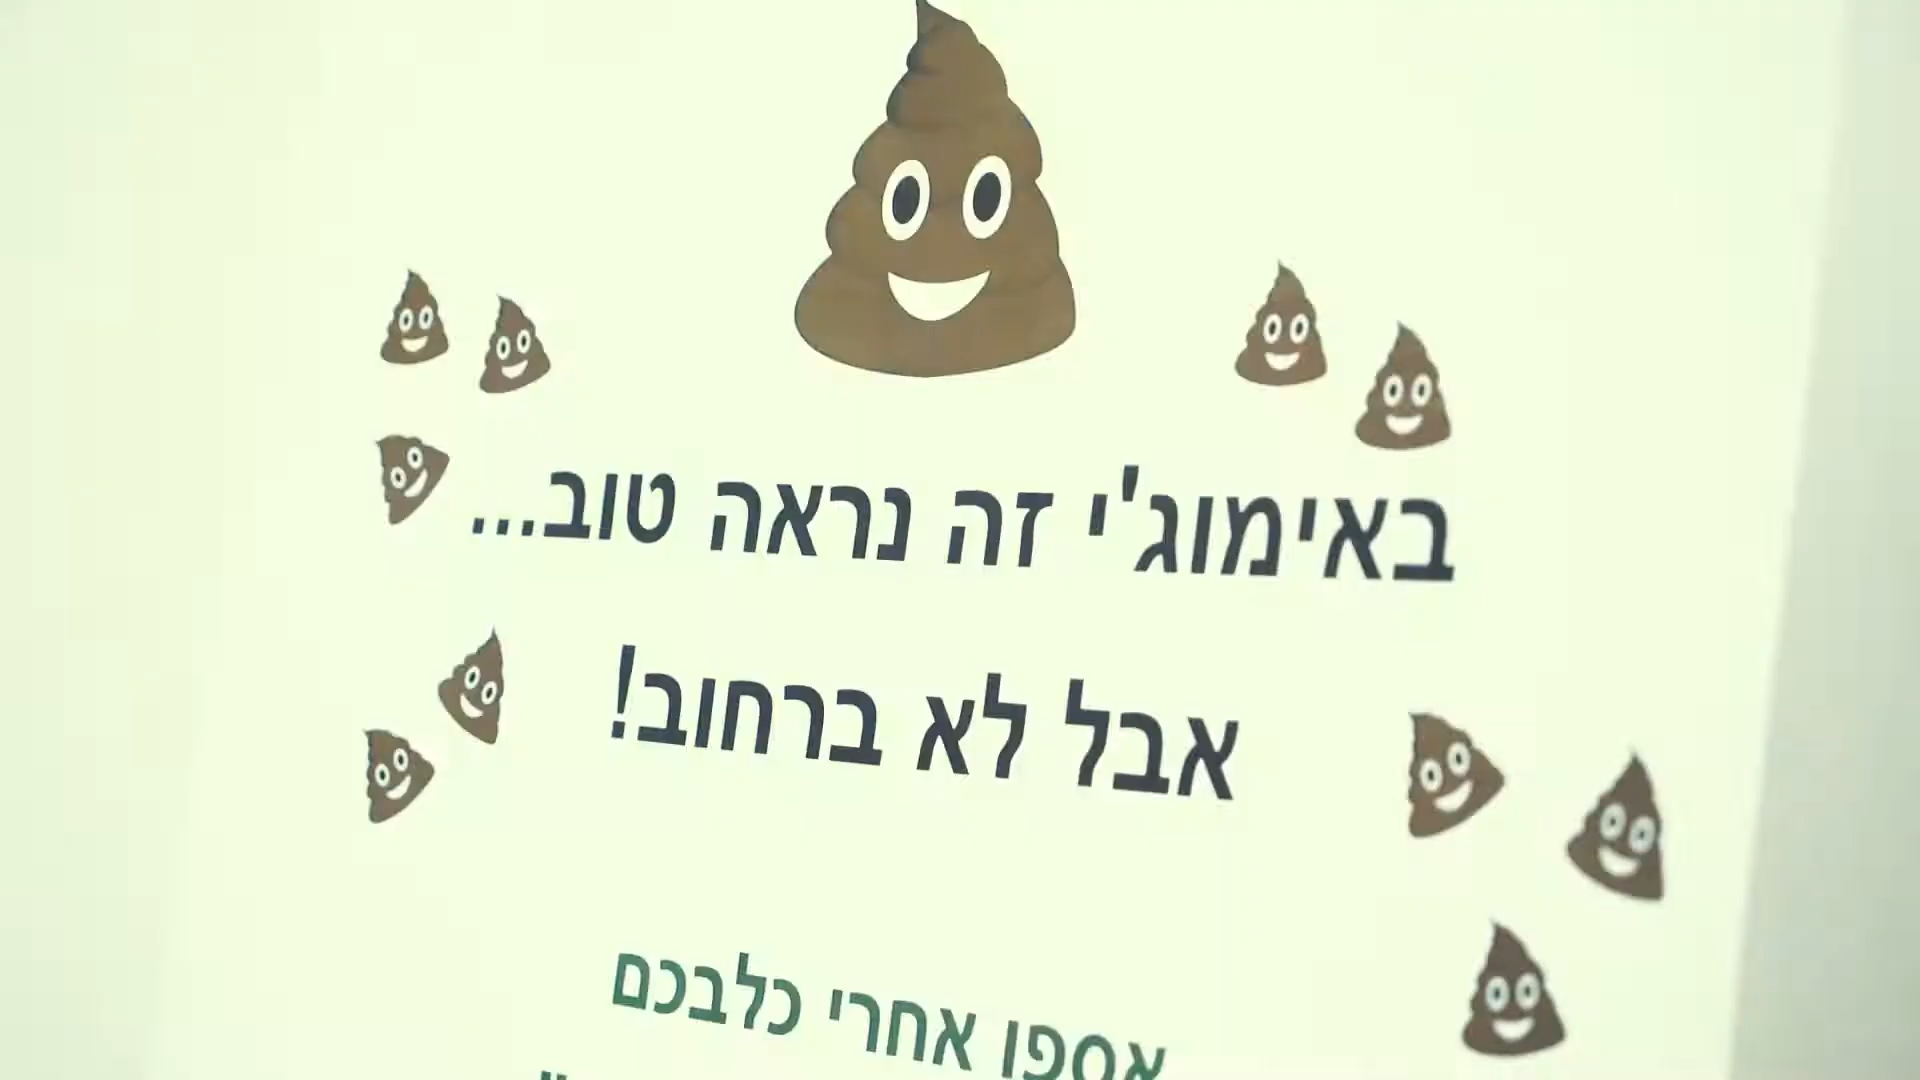 באימוג'י זה נראה טוב...
אבל לא ברחוב!
אספו אחרי כלבכם